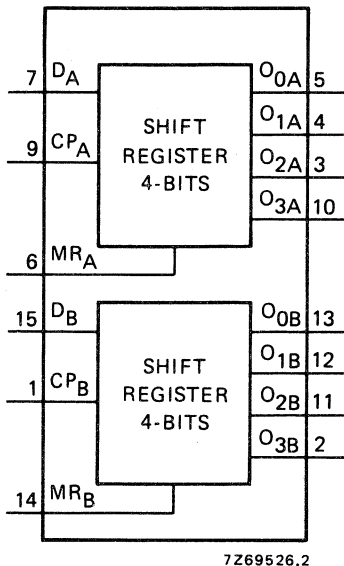 7 DA O0A 5
O1A 4
9 CPA SHIFT REGISTER 4-BITS O2A 3
O3A 10
6 MRA
15 DB O0B 13
O1B 12
1 CPB SHIFT REGISTER 4-BITS O2B 11
O3B 2
14 MRB
7Z69526.2